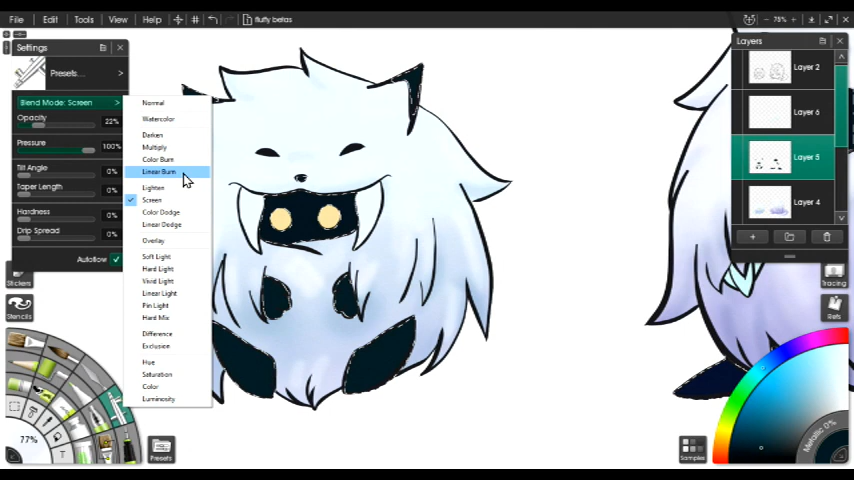 File Edit Tools View Help fluffy betas 75%
Settings
Presets...
Blend Mode: Screen
Opacity 22%
Pressure 100%
Tilt Angle 0%
Taper Length 0%
Hardness 0%
Drip Spread 0%
Autoflow
Normal
Watercolor
Darken
Multiply
Color Burn
Linear Burn
Lighten
Screen
Color Dodge
Linear Dodge
Overlay
Soft Light
Hard Light
Vivid Light
Linear Light
Pin Light
Hard Mix
Difference
Exclusion
Hue
Saturation
Color
Luminosity
Layers
Layer 2
Layer 6
Layer 5
Layer 4
Stickers
Stencils
77%
T
Presets
Tracing
Refs
Samples
Metallic 0%